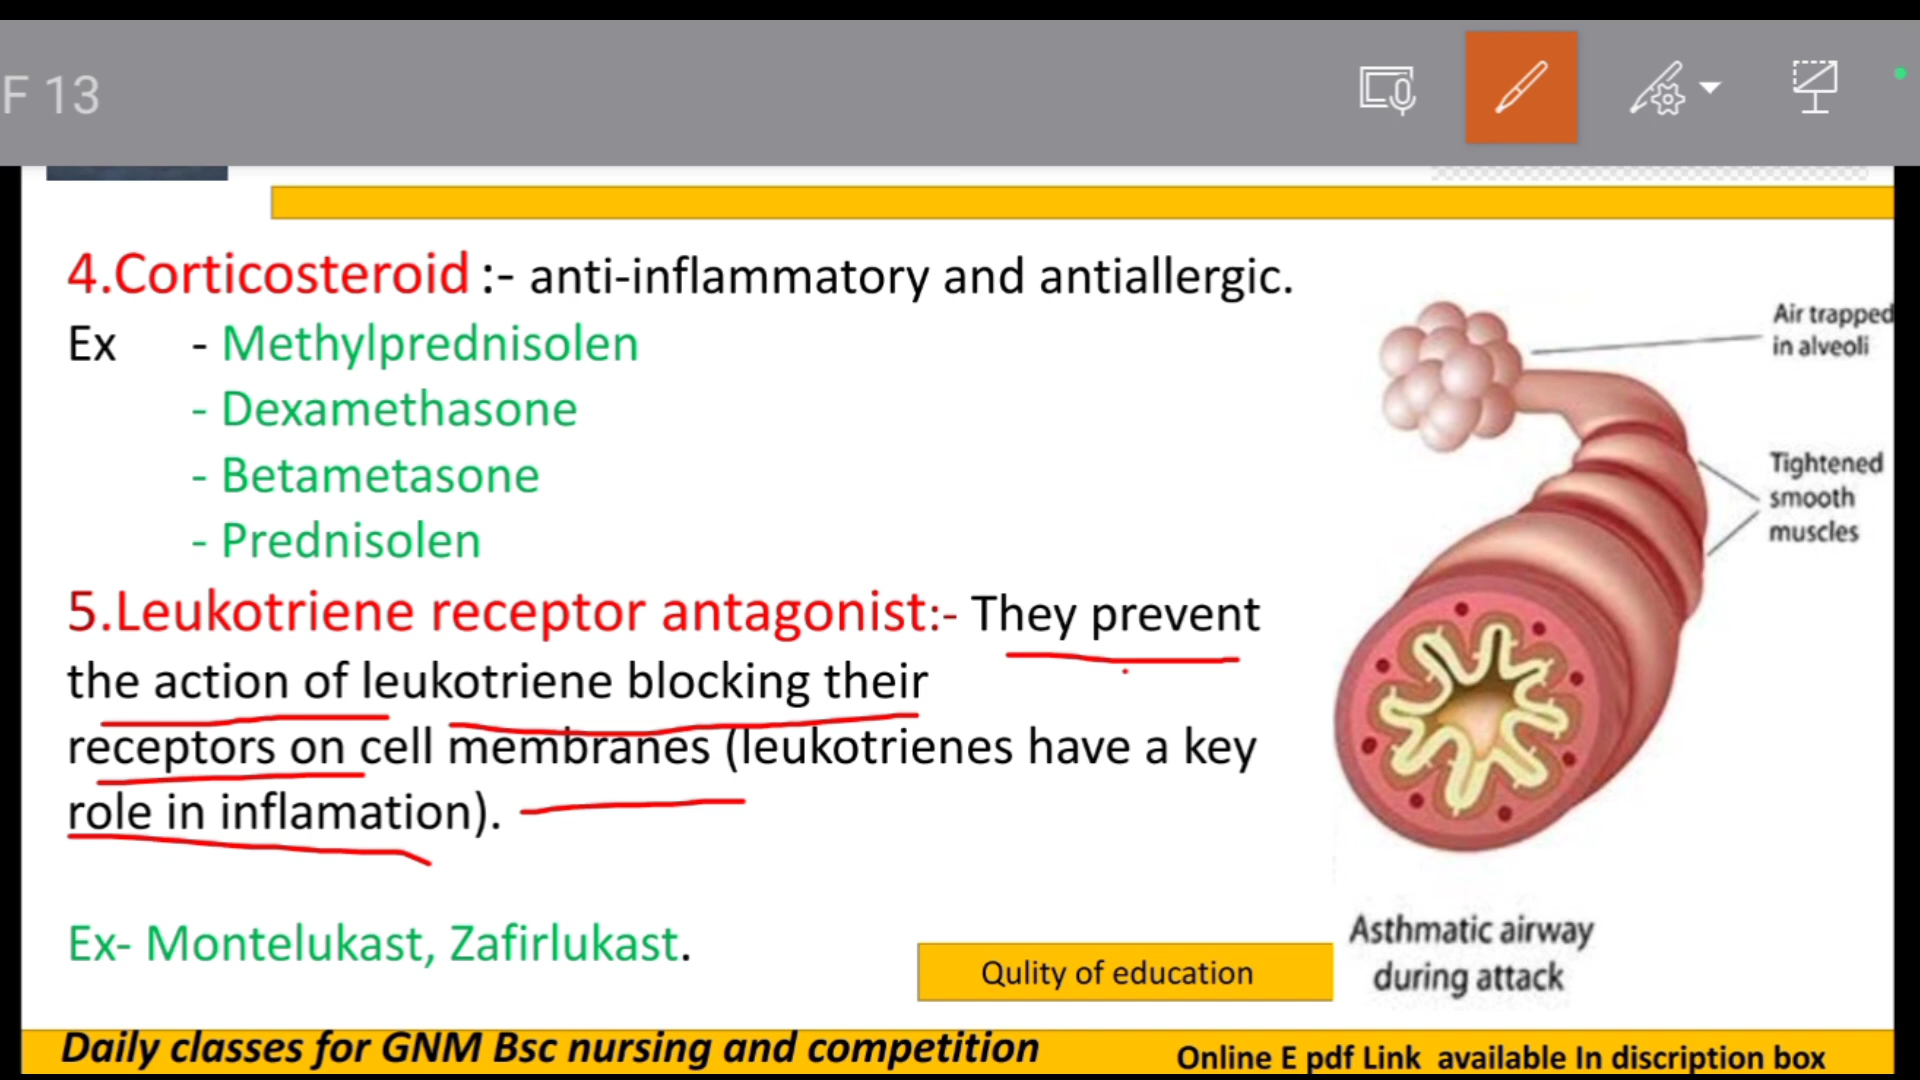 F 13
4.Corticosteroid :- anti-inflammatory and antiallergic.
Ex - Methylprednisolen
- Dexamethasone
- Betametasone
- Prednisolen
5.Leukotriene receptor antagonist:- They prevent
the action of leukotriene blocking their
receptors on cell membranes (leukotrienes have a key
role in inflamation).
Ex- Montelukast, Zafirlukast.
Air trapped
in alveoli
Tightened
smooth
muscles
Asthmatic airway
during attack
Qulity of education
Daily classes for GNM Bsc nursing and competition
Online E pdf Link available In discription box